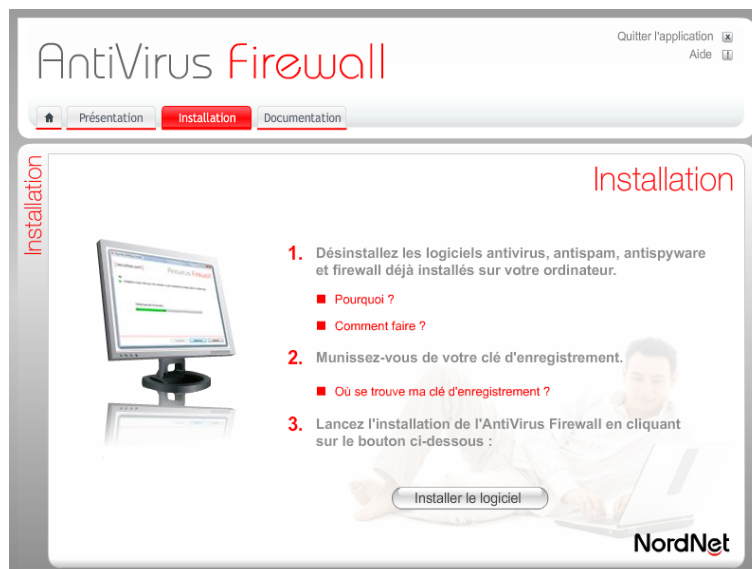 AntiVirus Firewall
Quitter l'application
Aide
Présentation
Installation
Documentation
Installation
Installation
1. Désinstallez les logiciels antivirus, antispam, antispyware
et firewall déjà installés sur votre ordinateur.
Pourquoi ?
Comment faire ?
2. Munissez-vous de votre clé d'enregistrement.
Où se trouve ma clé d'enregistrement ?
3. Lancez l'installation de l'AntiVirus Firewall en cliquant
sur le bouton ci-dessous :
Installer le logiciel
NordNet
Antivirus Firewall